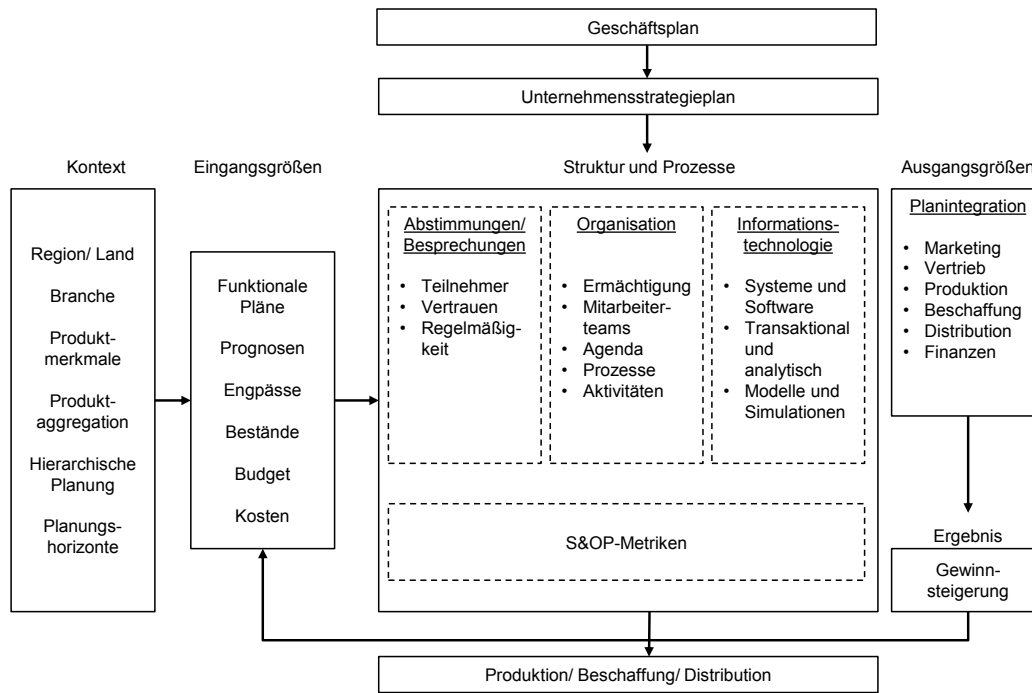 Geschäftsplan
Unternehmensstrategieplan
Kontext
Eingangsgrößen
Struktur und Prozesse
Ausgangsgrößen
Region/ Land
Branche
Produkt-
merkmale
Produkt-
aggregation
Hierarchische
Planung
Planungs-
horizonte
Funktionale
Pläne
Prognosen
Engpässe
Bestände
Budget
Kosten
Abstimmungen/
Besprechungen
• Teilnehmer
• Vertrauen
• Regelmäßig-
keit
Organisation
• Ermächtigung
• Mitarbeiter-
teams
• Agenda
• Prozesse
• Aktivitäten
Informations-
technologie
• Systeme und
Software
• Transaktional
und
analytisch
• Modelle und
Simulationen
S&OP-Metriken
Planintegration
• Marketing
• Vertrieb
• Produktion
• Beschaffung
• Distribution
• Finanzen
Ergebnis
Gewinn-
steigerung
Produktion/ Beschaffung/ Distribution